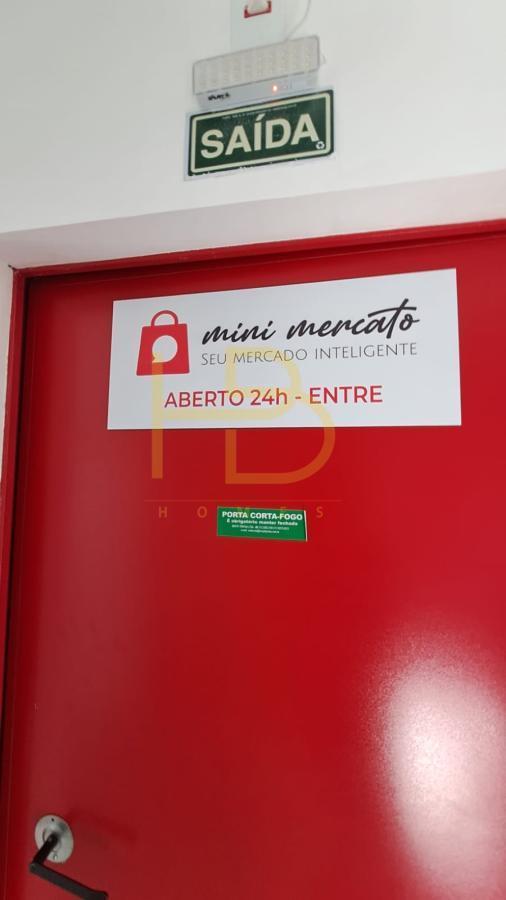 SAÍDA
mini mercato
SEU MERCADO INTELIGENTE
ABERTO 24h - ENTRE
HB
HOMES
PORTA CORTA-FOGO
É obrigatório manter fechada